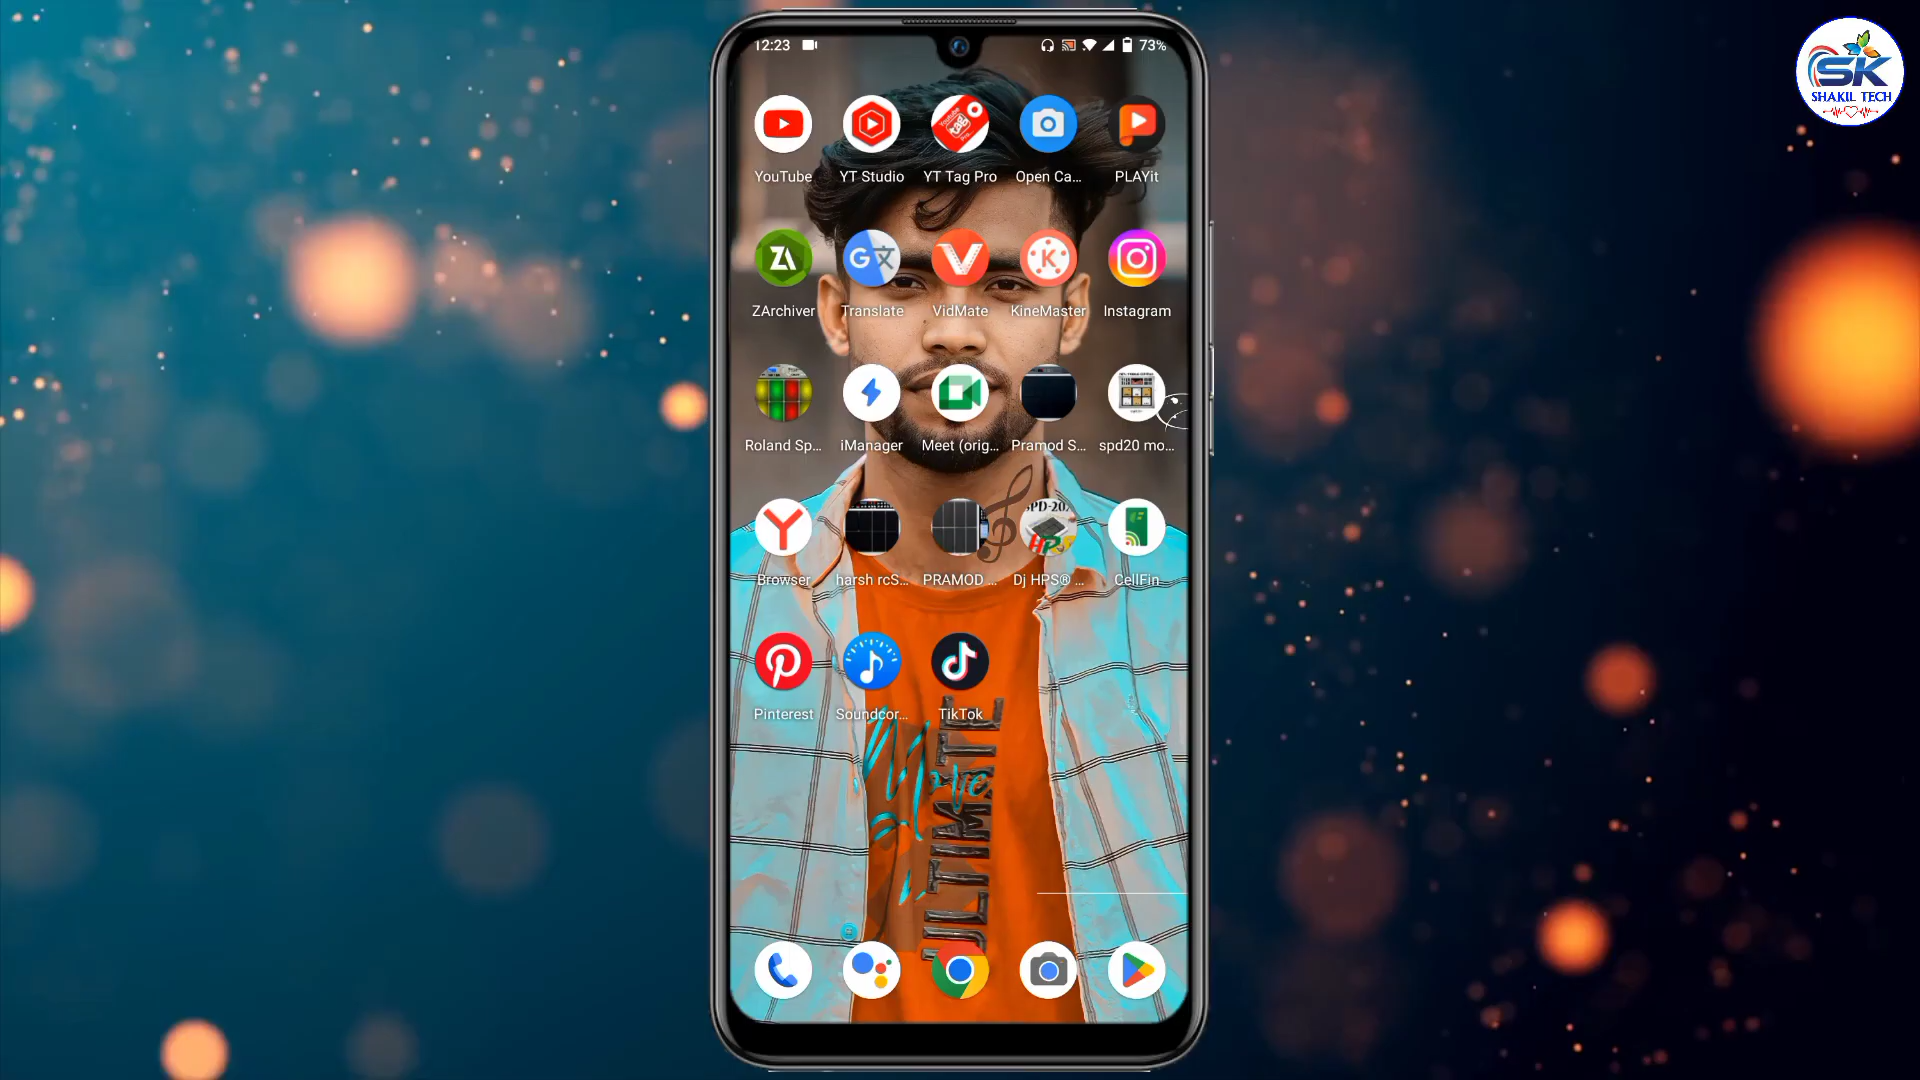 12:23
73%
SK
SHAKIL TECH
YouTube
YT Studio
YT Tag Pro
Open Ca...
PLAYit
ZArchiver
Translate
VidMate
KineMaster
Instagram
Roland Sp...
iManager
Meet (orig...
Pramod S...
spd20 mo...
Browser
harsh rcS...
PRAMOD ...
Dj HPS® ...
CellFin
Pinterest
Soundcor...
TikTok
ULTIMATE